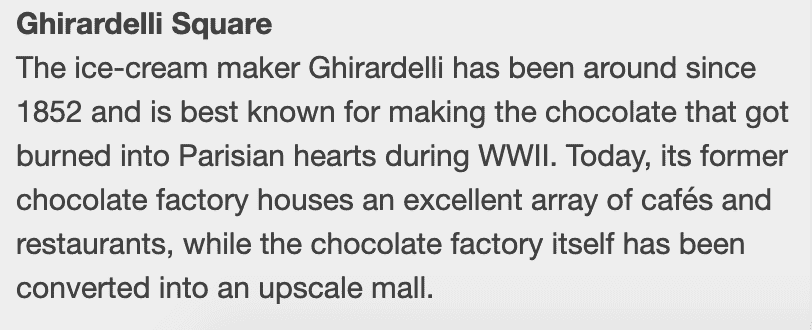 Ghirardelli Square
The ice-cream maker Ghirardelli has been around since
1852 and is best known for making the chocolate that got
burned into Parisian hearts during WWII. Today, its former
chocolate factory houses an excellent array of cafés and
restaurants, while the chocolate factory itself has been
converted into an upscale mall.